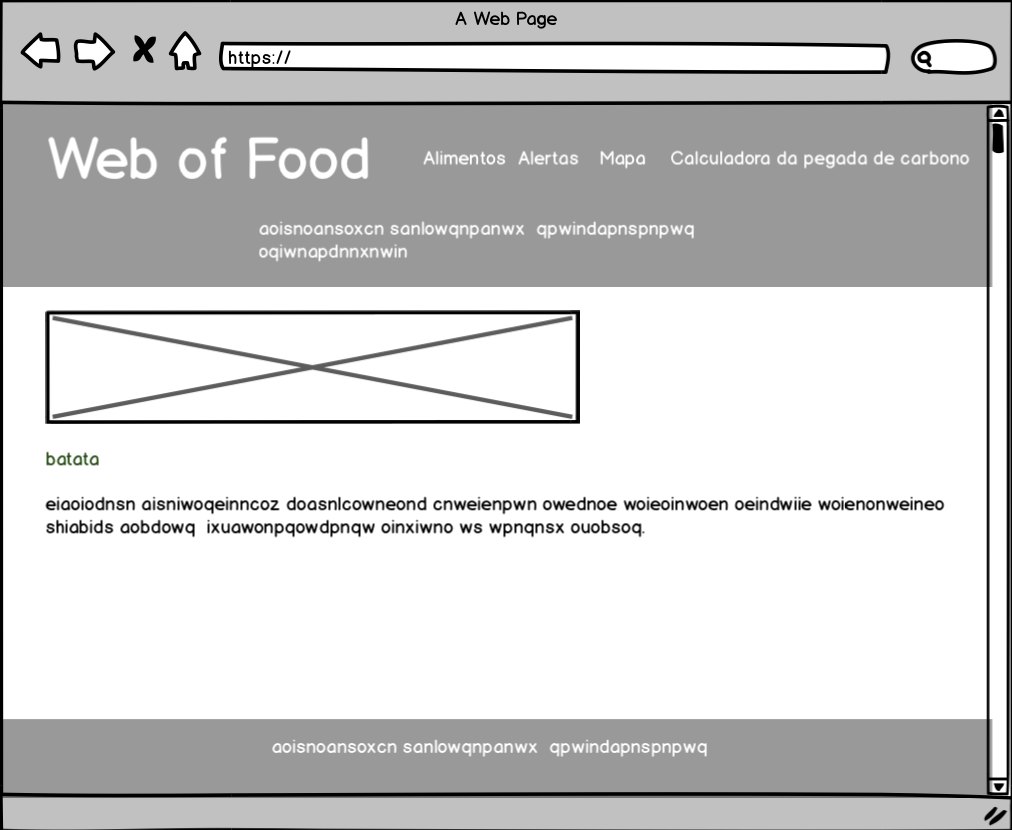 A Web Page
https://
Web of Food
Alimentos Alertas Mapa Calculadora da pegada de carbono
aoisnoansoxcn sanlowqnpanwx qpwindapnspnpwq
oqiwnapdnnxnwin
batata
eiaoiodnsn aisniwoqeinncoz doasnlcowneond cnweienpwn owednoe woieoinwoen oeindwiie woienonweineo
shiabids aobdowq ixuawonpqowdpnqw oinxiwno ws wpnqnsx ouobsoq.
aoisnoansoxcn sanlowqnpanwx qpwindapnspnpwq